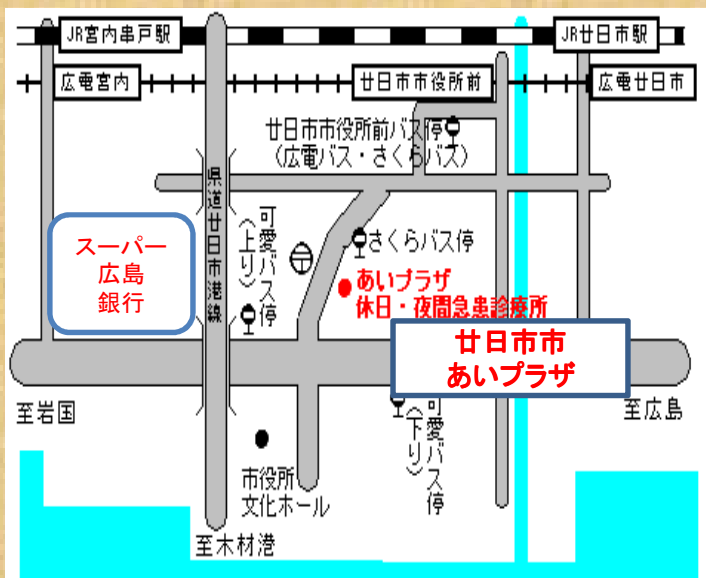 JR宮内串戸駅
JR廿日市駅
広電宮内
廿日市市役所前
広電廿日市
廿日市市役所前バス停
(広電バス・さくらバス)
県道廿日市港線
可愛バス停
(上り)
さくらバス停
スーパー
広島
銀行
あいプラザ
休日・夜間急患診療所
廿日市市
あいプラザ
至岩国
至広島
可愛バス停
(下り)
市役所
文化ホール
至木材港